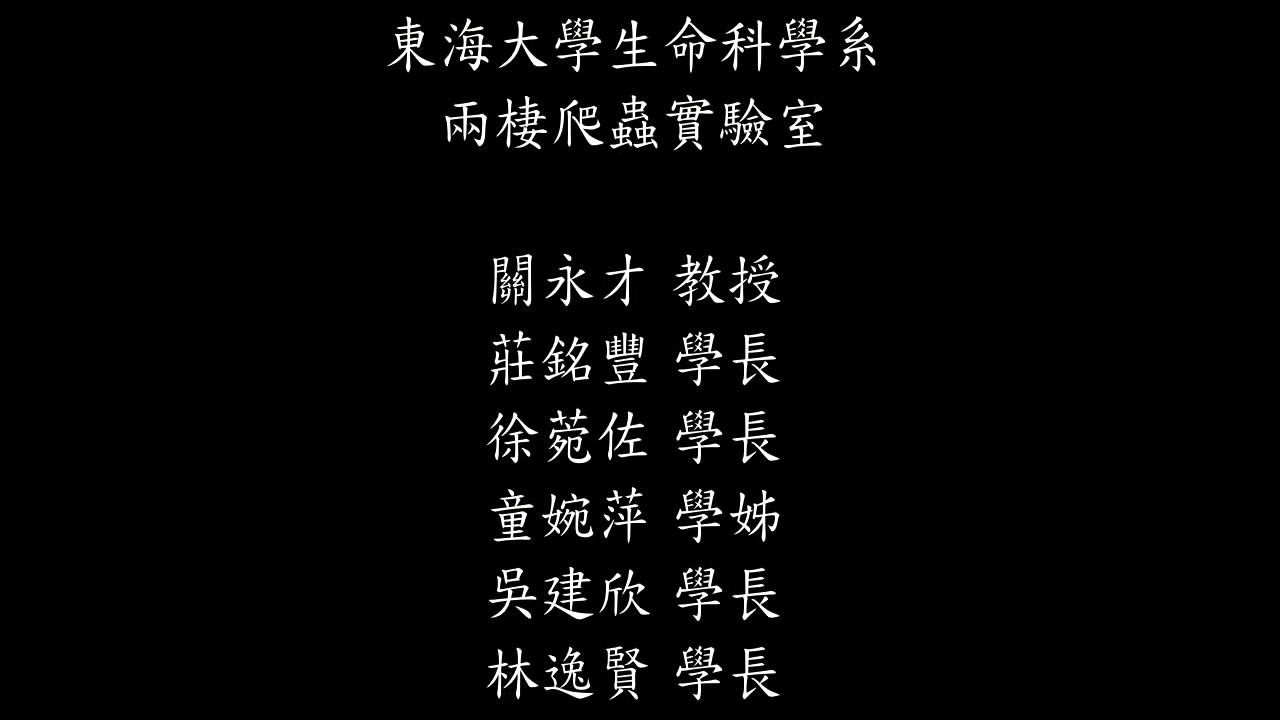 東海大學生命科學系
兩棲爬蟲實驗室
關永才 教授
莊銘豐 學長
徐菀佐 學長
童婉萍 學姊
吳建欣 學長
林逸賢 學長